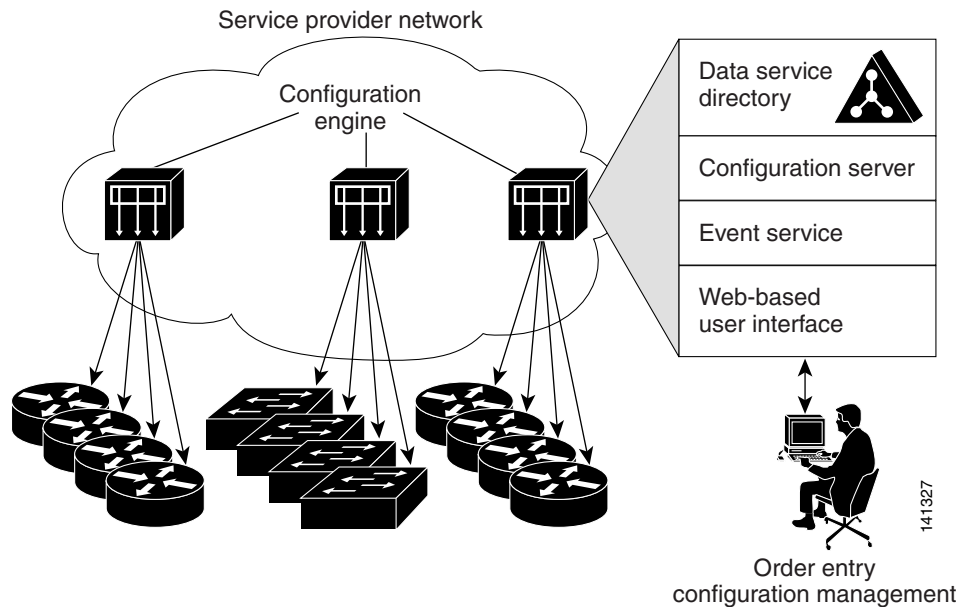 Service provider network
Configuration
engine
Data service
directory
Configuration server
Event service
Web-based
user interface
141327
Order entry
configuration management